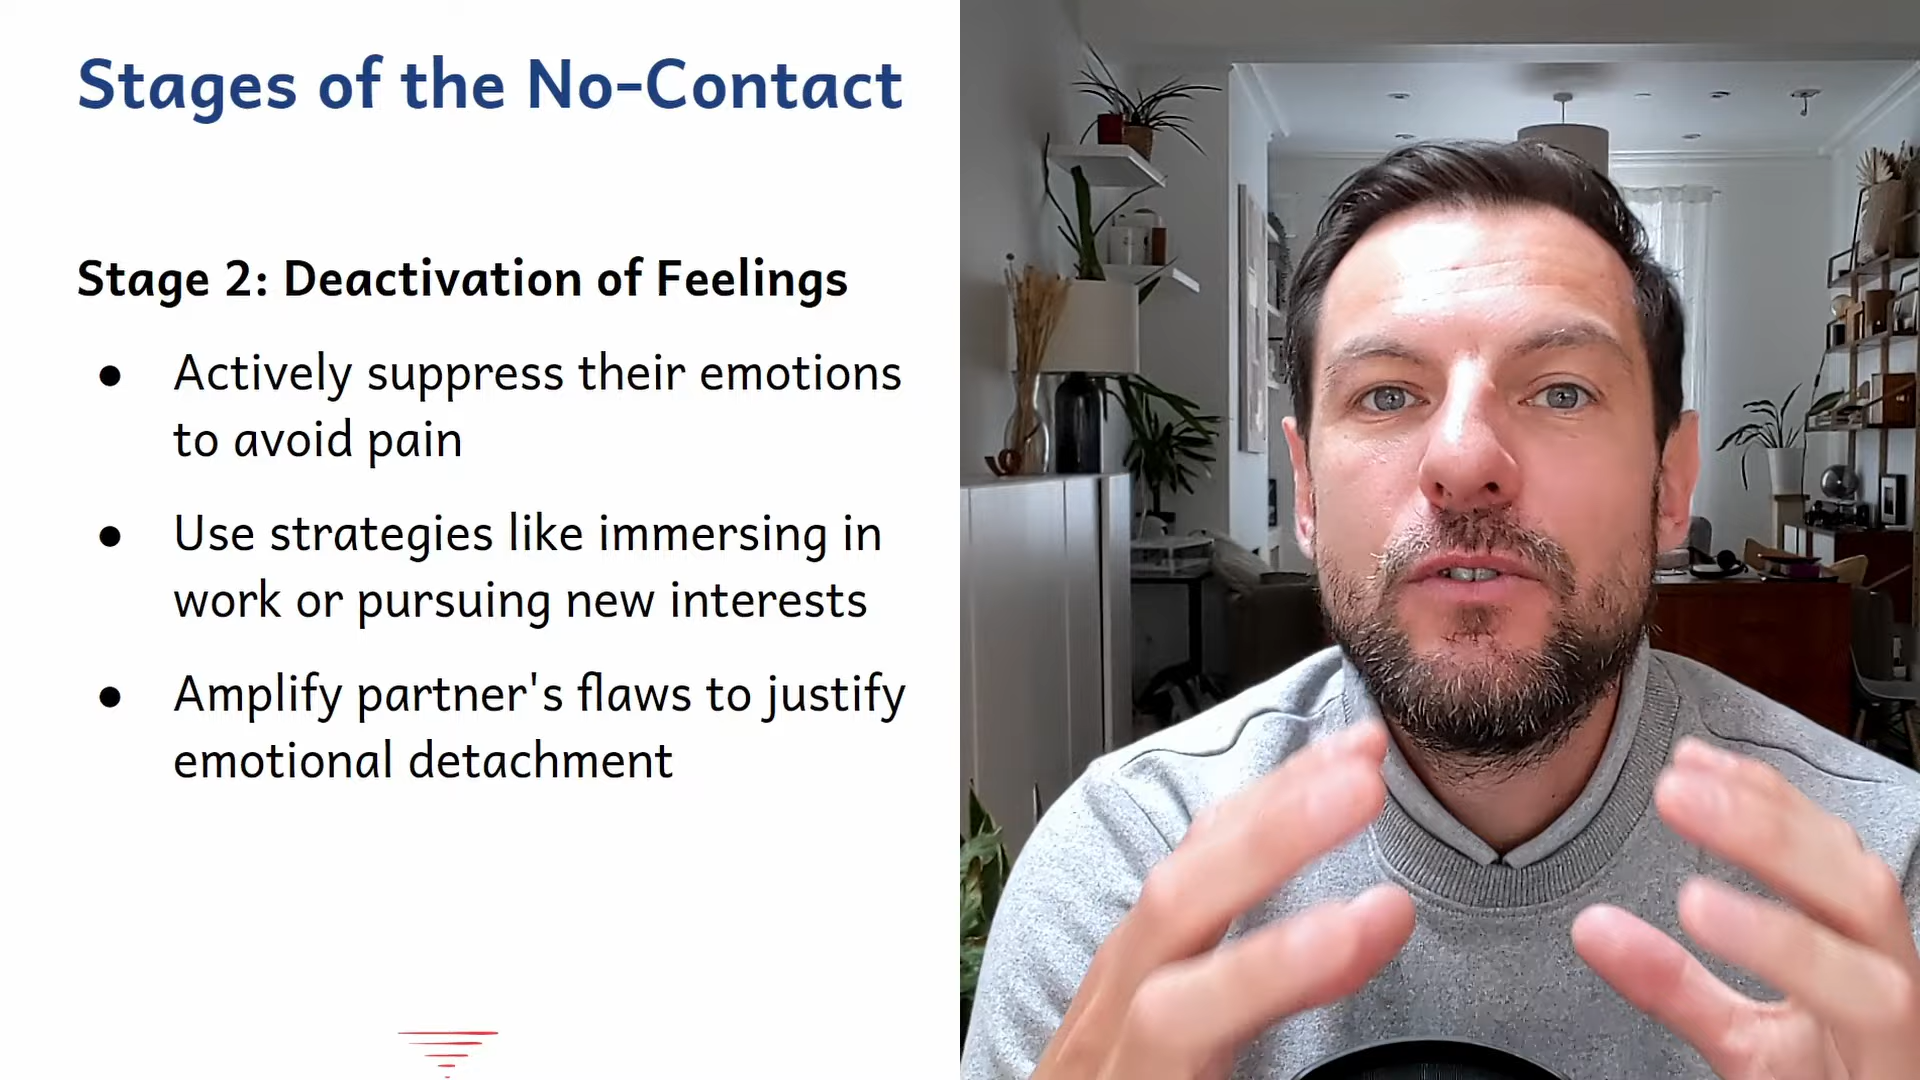 Stages of the No-Contact
Stage 2: Deactivation of Feelings
● Actively suppress their emotions
to avoid pain
● Use strategies like immersing in
work or pursuing new interests
● Amplify partner's flaws to justify
emotional detachment